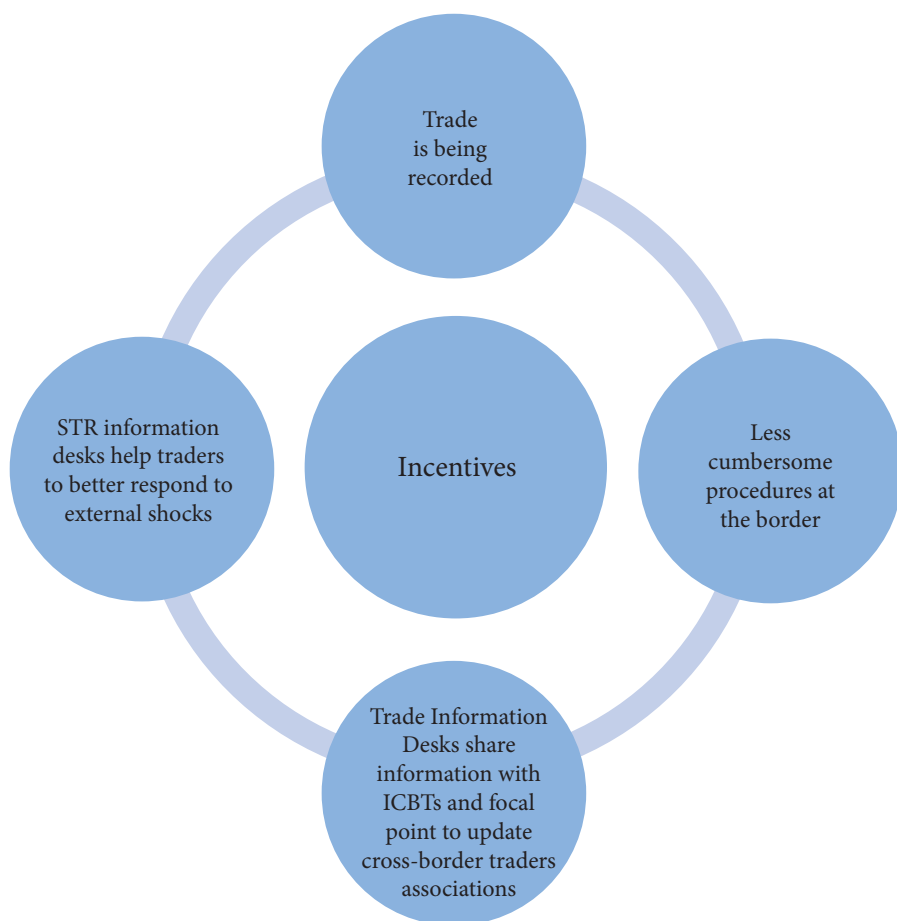 Trade
is being
recorded
STR information
desks help traders
to better respond to
external shocks
Incentives
Less
cumbersome
procedures at
the border
Trade Information
Desks share
information with
ICBTs and focal
point to update
cross-border traders
associations